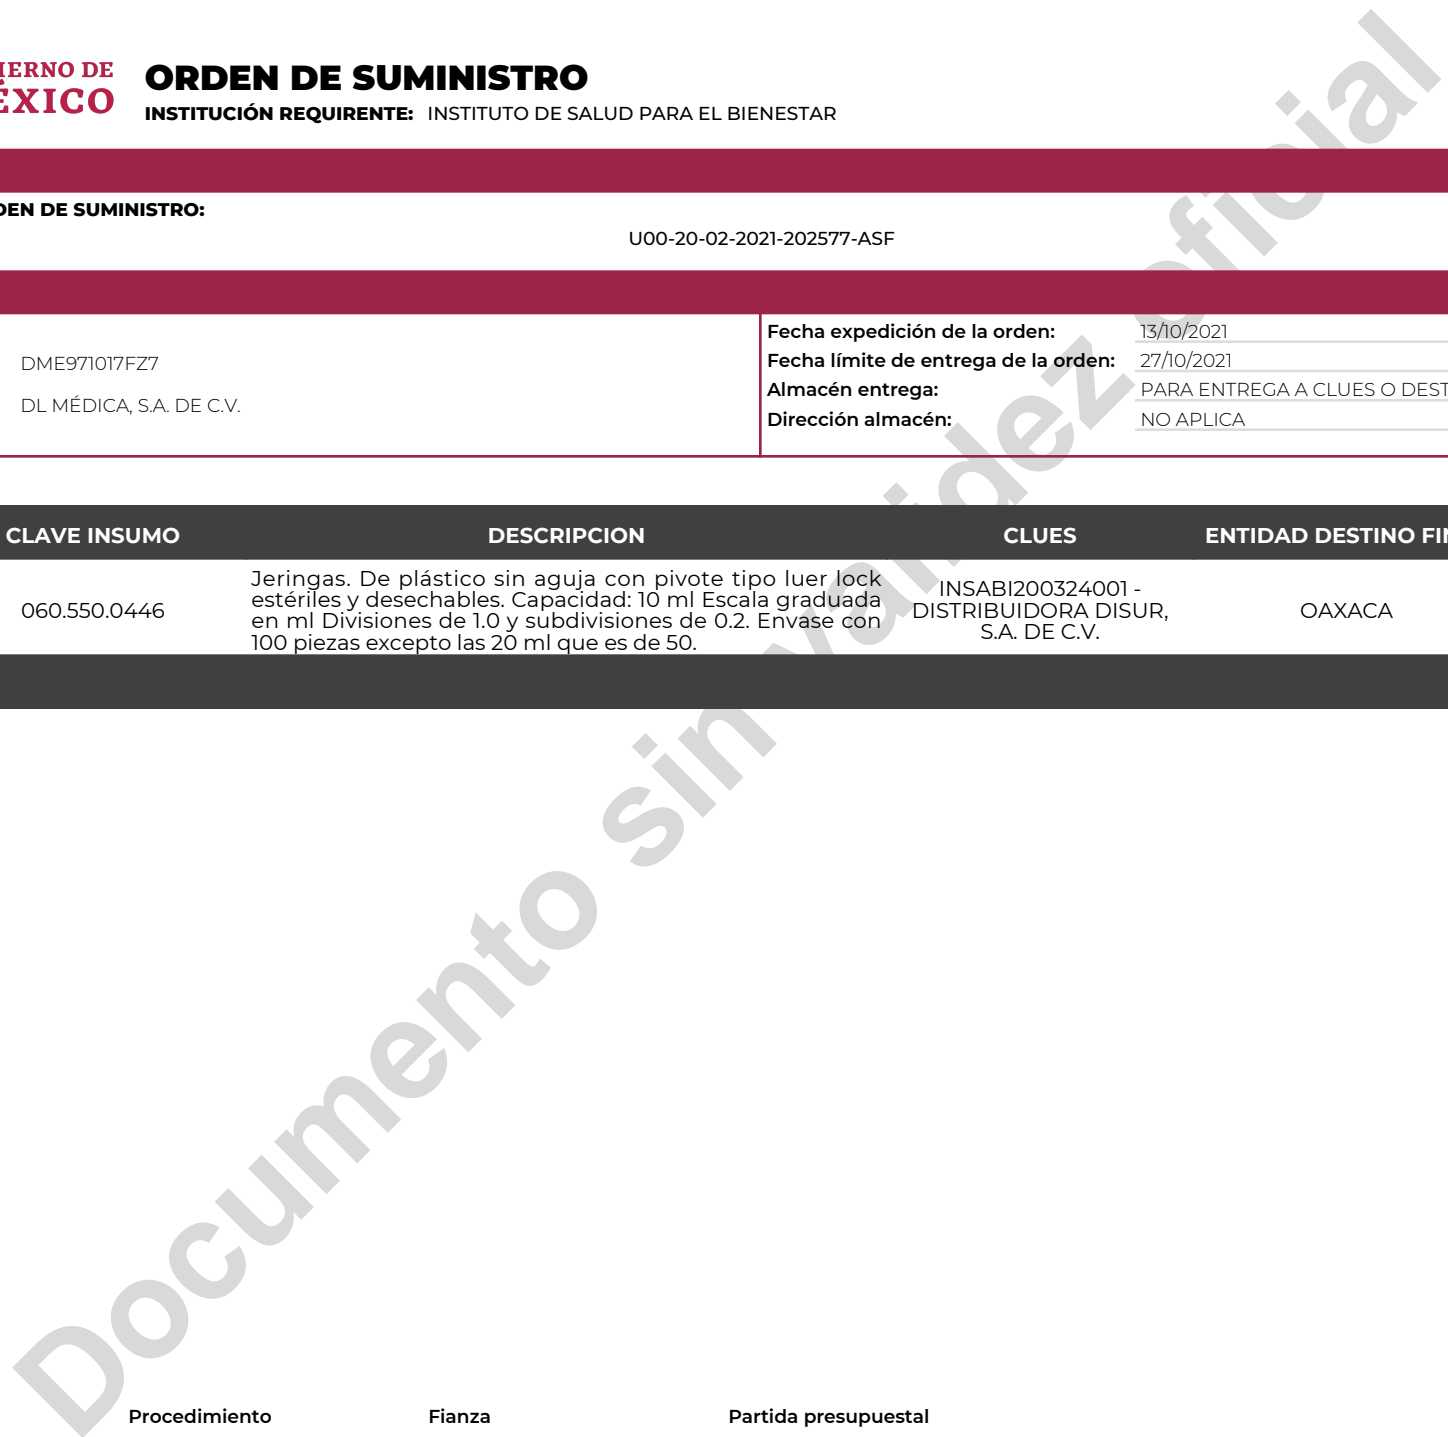 IERNO DE
ÉXICO
ORDEN DE SUMINISTRO
INSTITUCIÓN REQUIRENTE: INSTITUTO DE SALUD PARA EL BIENESTAR
DEN DE SUMINISTRO:
U00-20-02-2021-202577-ASF
DME971017FZ7
DL MÉDICA, S.A. DE C.V.
Fecha expedición de la orden: 13/10/2021
Fecha límite de entrega de la orden: 27/10/2021
Almacén entrega: PARA ENTREGA A CLUES O DEST
Dirección almacén: NO APLICA
CLAVE INSUMO DESCRIPCION CLUES ENTIDAD DESTINO FIN
060.550.0446
Jeringas. De plástico sin aguja con pivote tipo luer lock
estériles y desechables. Capacidad: 10 ml Escala graduada
en ml Divisiones de 1.0 y subdivisiones de 0.2. Envase con
100 piezas excepto las 20 ml que es de 50.
INSABI200324001 -
DISTRIBUIDORA DISUR,
S.A. DE C.V.
OAXACA
Documento sin validez oficial
Procedimiento Fianza Partida presupuestal